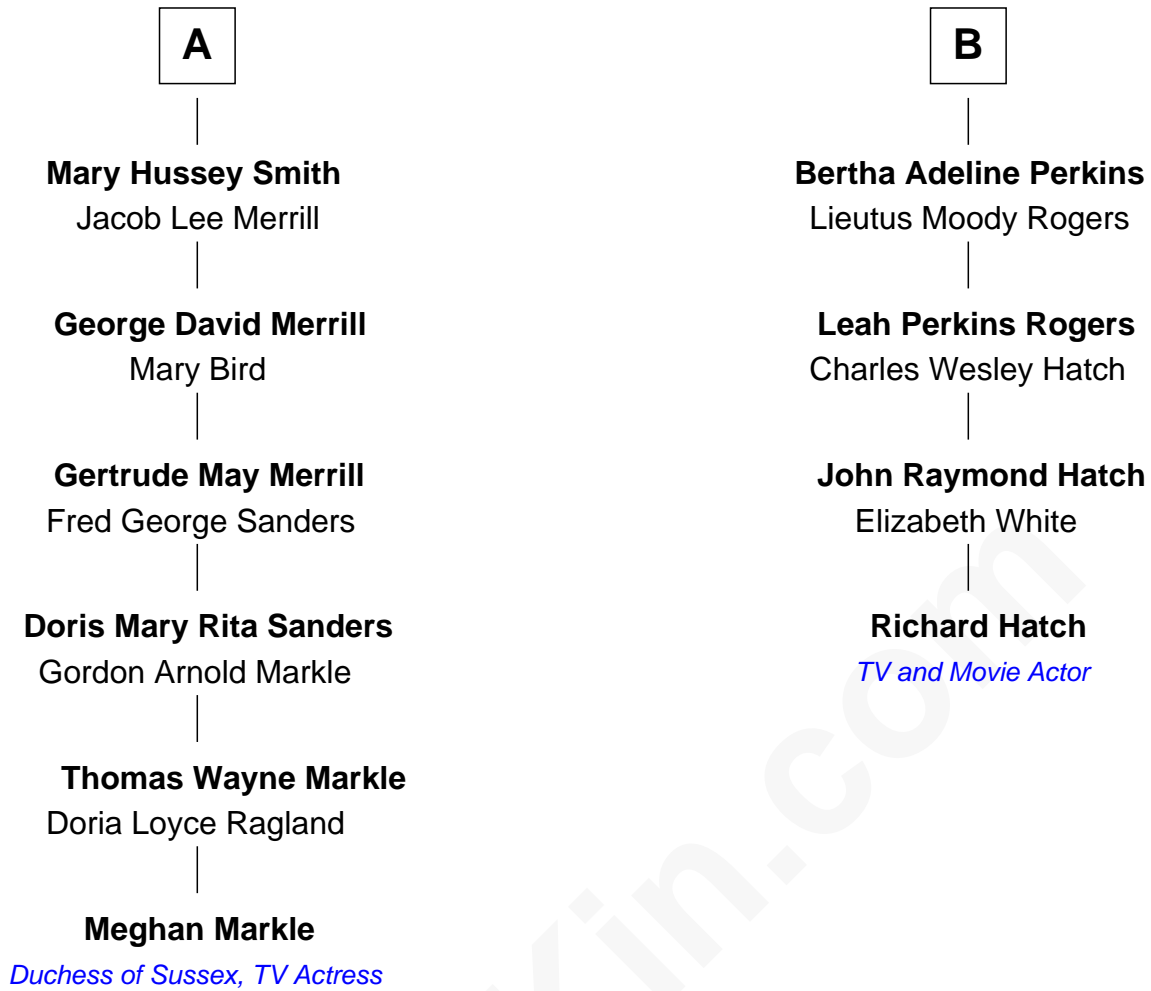 A
Mary Hussey Smith
Jacob Lee Merrill
George David Merrill
Mary Bird
Gertrude May Merrill
Fred George Sanders
Doris Mary Rita Sanders
Gordon Arnold Markle
Thomas Wayne Markle
Doria Loyce Ragland
Meghan Markle
Duchess of Sussex, TV Actress
B
Bertha Adeline Perkins
Lieutus Moody Rogers
Leah Perkins Rogers
Charles Wesley Hatch
John Raymond Hatch
Elizabeth White
Richard Hatch
TV and Movie Actor
Kin.com